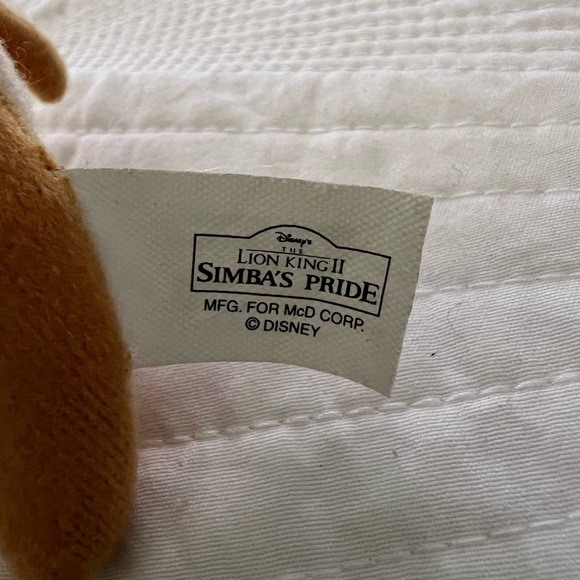 Disney's
THE
LION KING II
SIMBA'S PRIDE
MFG. FOR McD CORP.
© DISNEY